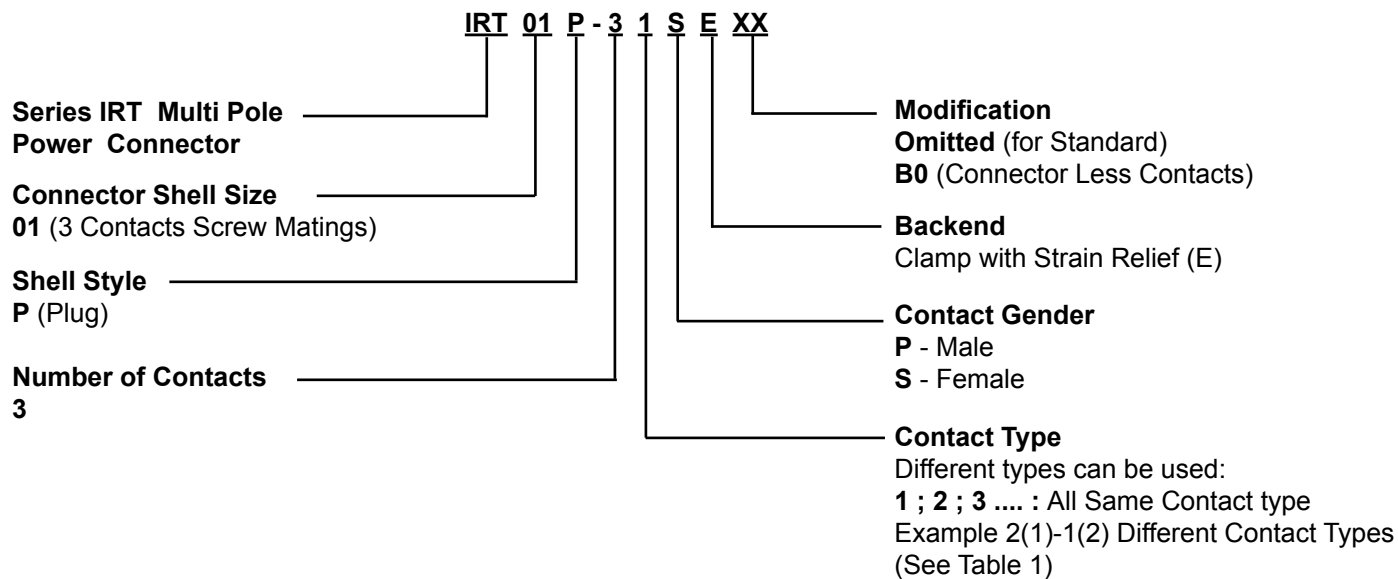 IRT 01 P - 3 1 S E XX
Series IRT Multi Pole
Power Connector
Connector Shell Size
01 (3 Contacts Screw Matings)
Shell Style
P (Plug)
Number of Contacts
3
Modification
Omitted (for Standard)
B0 (Connector Less Contacts)
Backend
Clamp with Strain Relief (E)
Contact Gender
P - Male
S - Female
Contact Type
Different types can be used:
1 ; 2 ; 3 .... : All Same Contact type
Example 2(1)-1(2) Different Contact Types
(See Table 1)